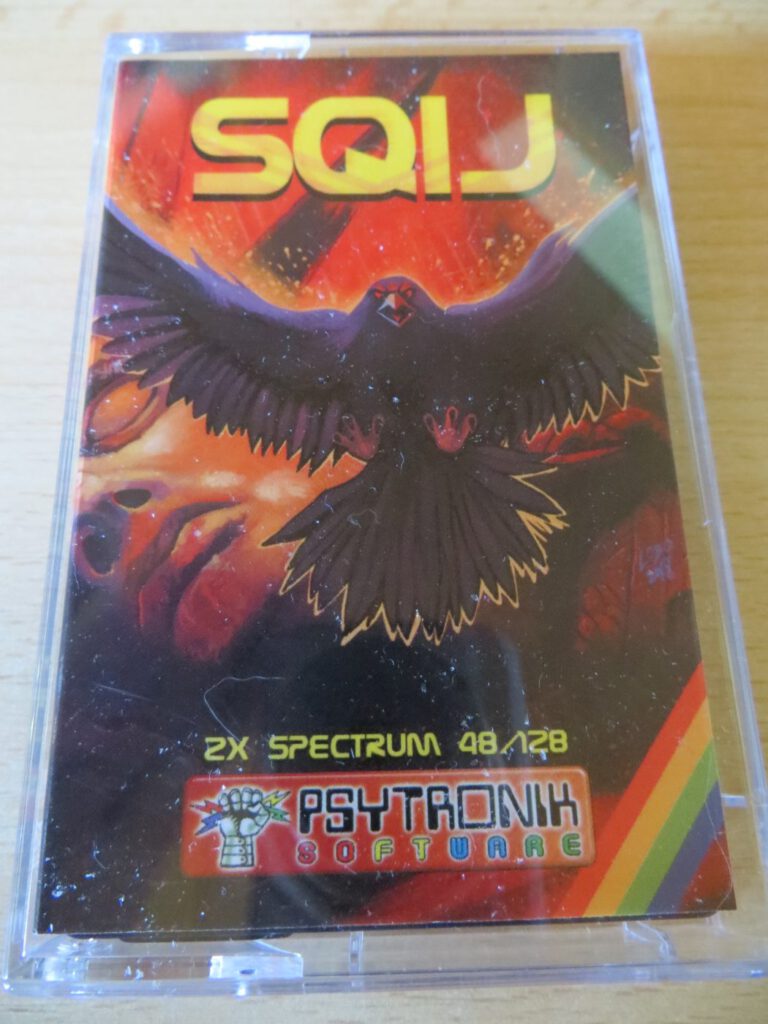 SQIJ
ZX SPECTRUM 48/128
PSYTRONIK
SOFTWARE